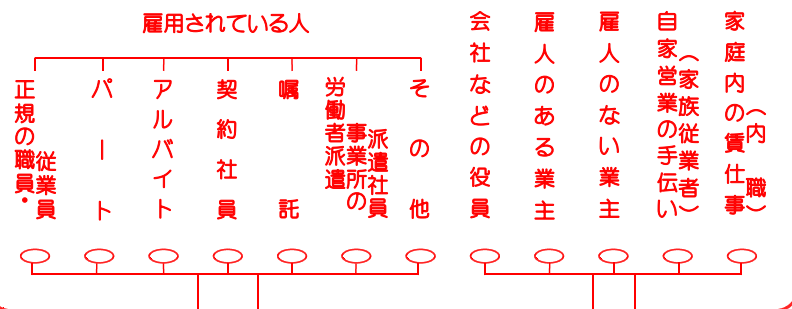 雇用されている人
正規の職員・
従業員
パート
アルバイト
契約社員
嘱託
労働者派遣
事業所の
派遣社員
その他
会社などの役員
雇人のある業主
雇人のない業主
自家営業の手伝い
(家族従業者)
家庭内の賃仕事
(内職)